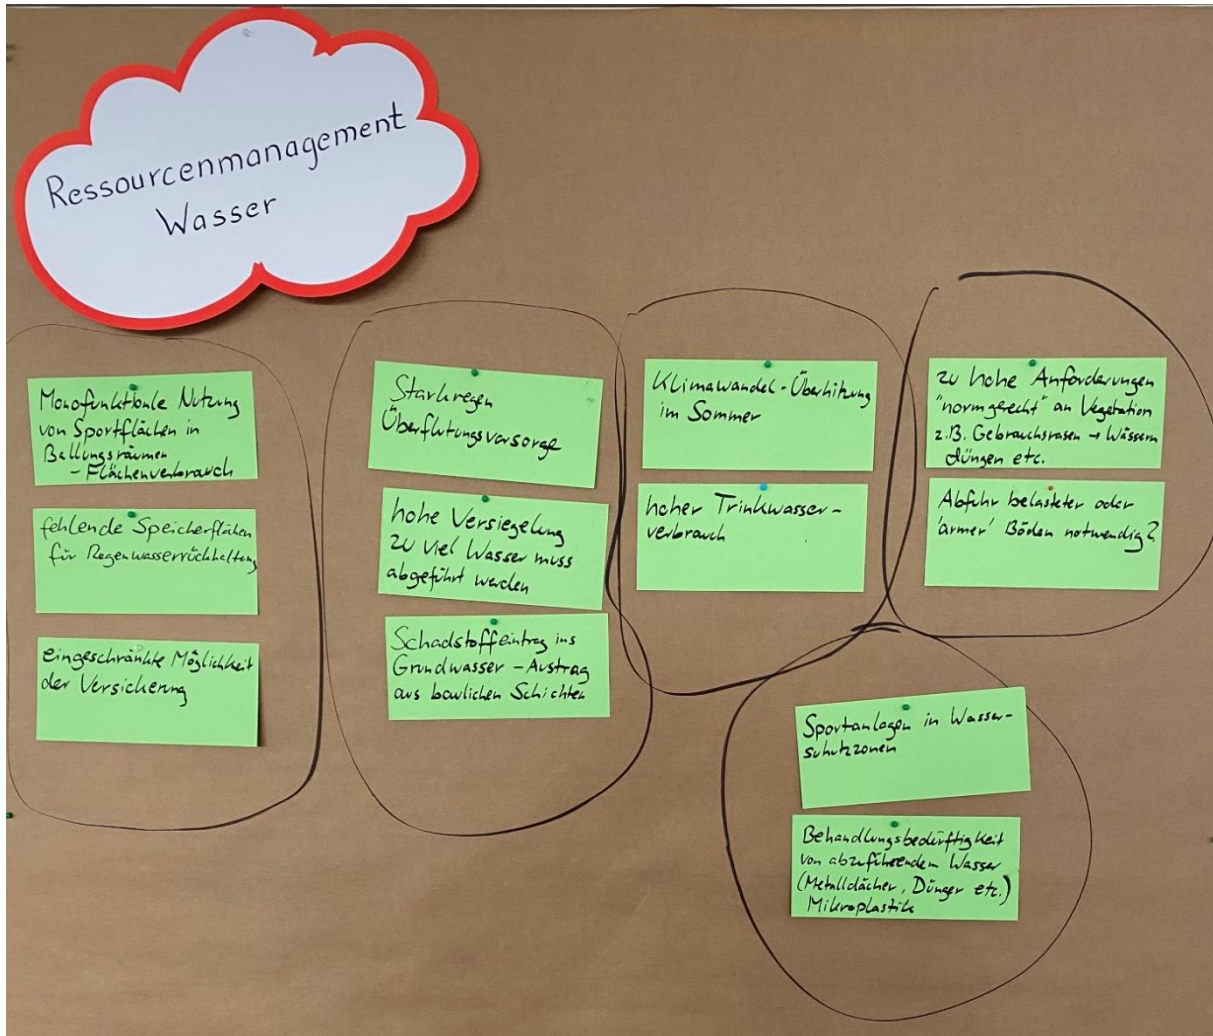 Ressourcenmanagement
Wasser
Monofunktionale Nutzung
von Sportflächen in
Ballungsräumen
- Flächenverbrauch
fehlende Speicherflächen
für Regenwasserrückhaltung
eingeschränkte Möglichkeit
der Versickerung
Starkregen
Überflutungsvorsorge
hohe Versiegelung
zu viel Wasser muss
abgeführt werden
Schadstoffeintrag ins
Grundwasser - Austrag
aus baulichen Schichten
Klimawandel-Überhitzung
im Sommer
hoher Trinkwasser-
verbrauch
zu hohe Anforderungen
"normgerecht" an Vegetation
z.B. Gebrauchsrasen → Wässern
düngen etc.
Abfuhr belasteter oder
'armer' Böden notwendig?
Sportanlagen in Wasser-
schutzzonen
Behandlungsbedürftigkeit
von abzuführendem Wasser
(Metalldächer, Dünger etc.)
Mikroplastik